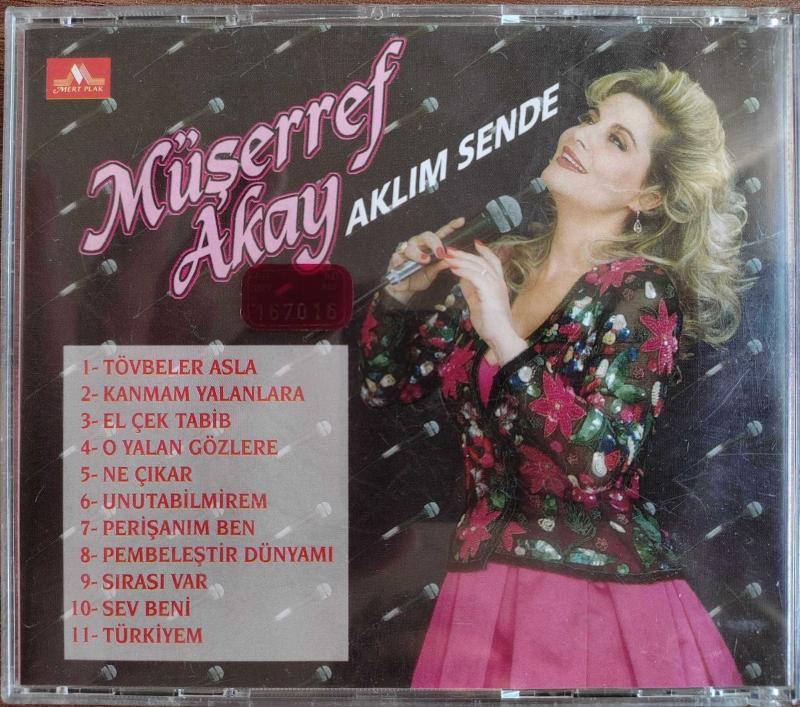 MERT PLAK
Müşerref
Akay
AKLIM SENDE
167016
1- TÖVBELER ASLA
2- KANMAM YALANLARA
3- EL ÇEK TABİB
4- O YALAN GÖZLERE
5- NE ÇIKAR
6- UNUTABİLMİREM
7- PERİŞANIM BEN
8- PEMBELEŞTİR DÜNYAMI
9- SIRASI VAR
10- SEV BENİ
11- TÜRKİYEM